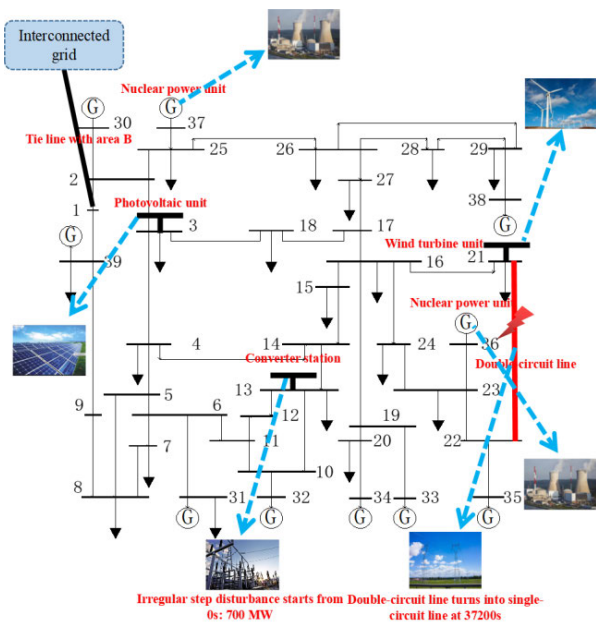 Interconnected
grid
Nuclear power unit
G
G
30
37
Tie line with area B
25
26
28
29
2
27
38
Photovoltaic unit
1
G
3
18
17
G
Wind turbine unit
39
16
21
15
Nuclear power unit
G
4
14
24
36
Converter station
Double-circuit line
13
23
5
12
9
6
19
7
11
20
22
10
8
31
32
34
33
35
G
G
G
G
G
Irregular step disturbance starts from
0s: 700 MW
Double-circuit line turns into single-
circuit line at 37200s